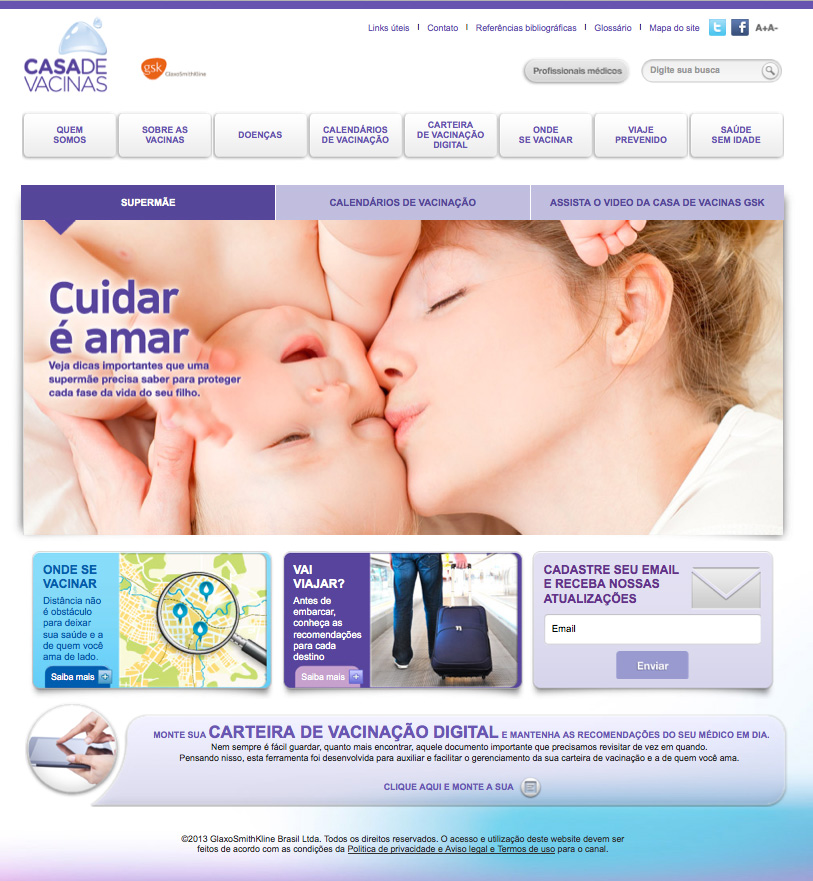 Links úteis | Contato | Referências bibliográficas | Glossário | Mapa do site A+A-
CASADE
VACINAS
gsk GlaxoSmithKline
Profissionais médicos
Digite sua busca
QUEM
SOMOS
SOBRE AS
VACINAS
DOENÇAS
CALENDÁRIOS
DE VACINAÇÃO
CARTEIRA
DE VACINAÇÃO
DIGITAL
ONDE
SE VACINAR
VIAJE
PREVENIDO
SAÚDE
SEM IDADE
SUPERMÃE
CALENDÁRIOS DE VACINAÇÃO
ASSISTA O VIDEO DA CASA DE VACINAS GSK
Cuidar
é amar
Veja dicas importantes que uma
supermãe precisa saber para proteger
cada fase da vida do seu filho.
ONDE SE
VACINAR
Distância não
é obstáculo
para deixar
sua saúde e a
de quem você
ama de lado.
Saiba mais
VAI
VIAJAR?
Antes de
embarcar,
conheça as
recomendações
para cada
destino
Saiba mais
CADASTRE SEU EMAIL
E RECEBA NOSSAS
ATUALIZAÇÕES
Email
Enviar
MONTE SUA CARTEIRA DE VACINAÇÃO DIGITAL E MANTENHA AS RECOMENDAÇÕES DO SEU MÉDICO EM DIA.
Nem sempre é fácil guardar, quanto mais encontrar, aquele documento importante que precisamos revisitar de vez em quando.
Pensando nisso, esta ferramenta foi desenvolvida para auxiliar e facilitar o gerenciamento da sua carteira de vacinação e a de quem você ama.
CLIQUE AQUI E MONTE A SUA
©2013 GlaxoSmithKline Brasil Ltda. Todos os direitos reservados. O acesso e utilização deste website devem ser
feitos de acordo com as condições da Política de privacidade e Aviso legal e Termos de uso para o canal.